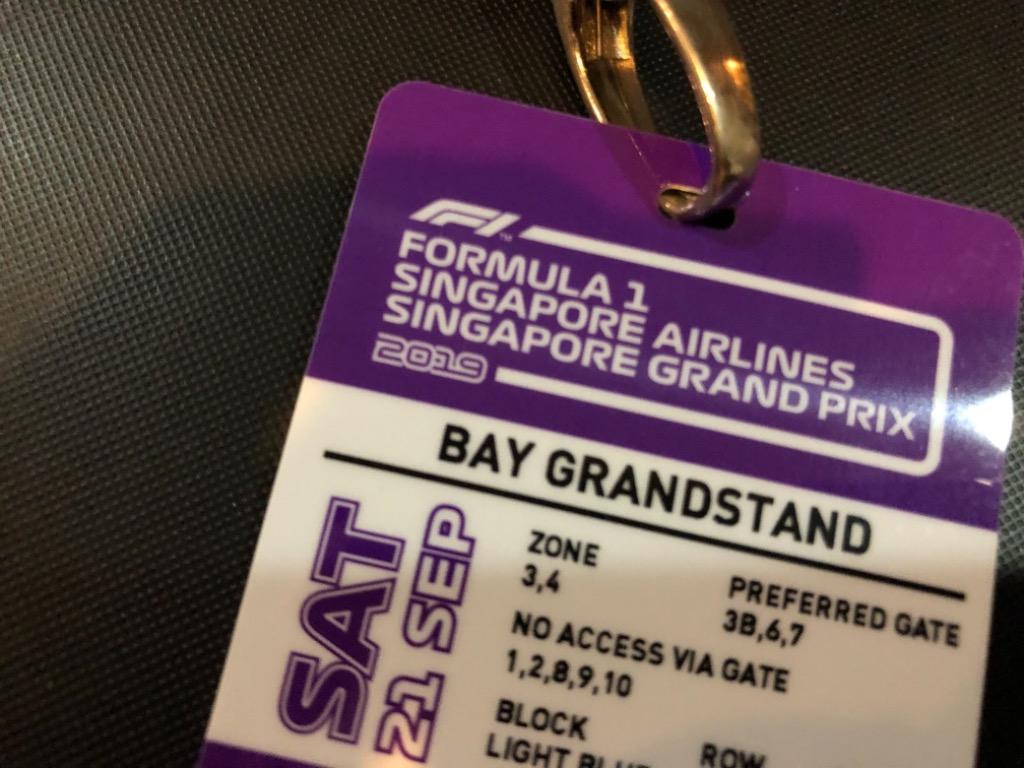 F1
FORMULA 1
SINGAPORE AIRLINES
SINGAPORE GRAND PRIX
2019
BAY GRANDSTAND
SAT
21 SEP
ZONE
3,4
PREFERRED GATE
3B,6,7
NO ACCESS VIA GATE
1,2,8,9,10
BLOCK
LIGHT
ROW